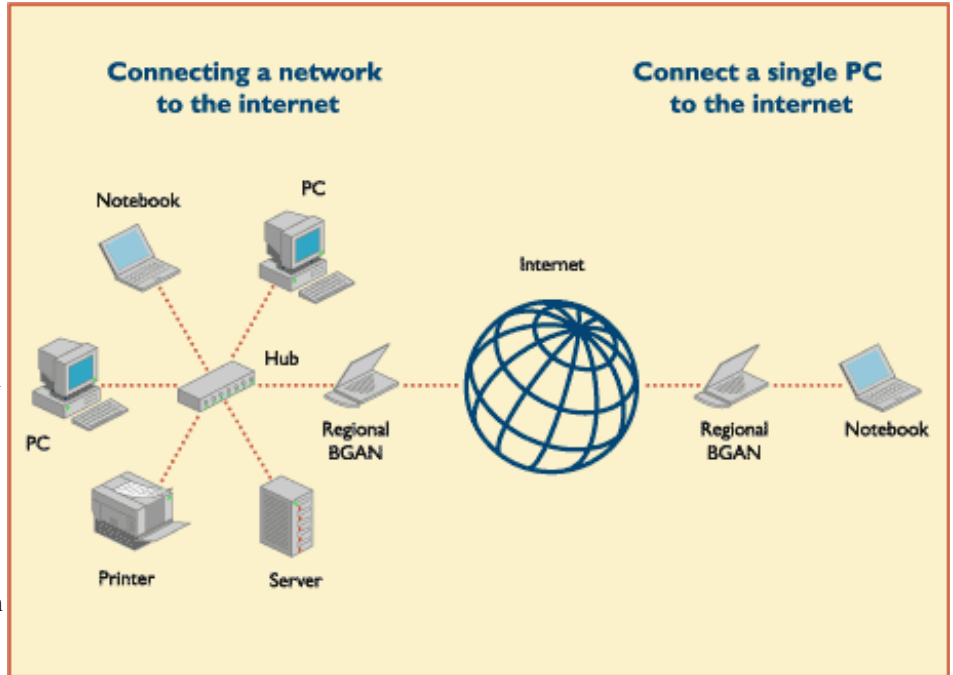 Connecting a network
to the internet
Connect a single PC
to the internet
Notebook
PC
Internet
Hub
PC
Regional
BGAN
Regional
BGAN
Notebook
Printer
Server